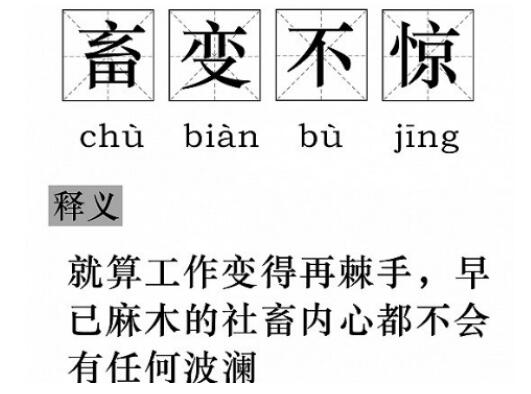 畜变不惊
chù biàn bù jīng
释义
就算工作变得再棘手，早
已麻木的社畜内心都不会
有任何波澜